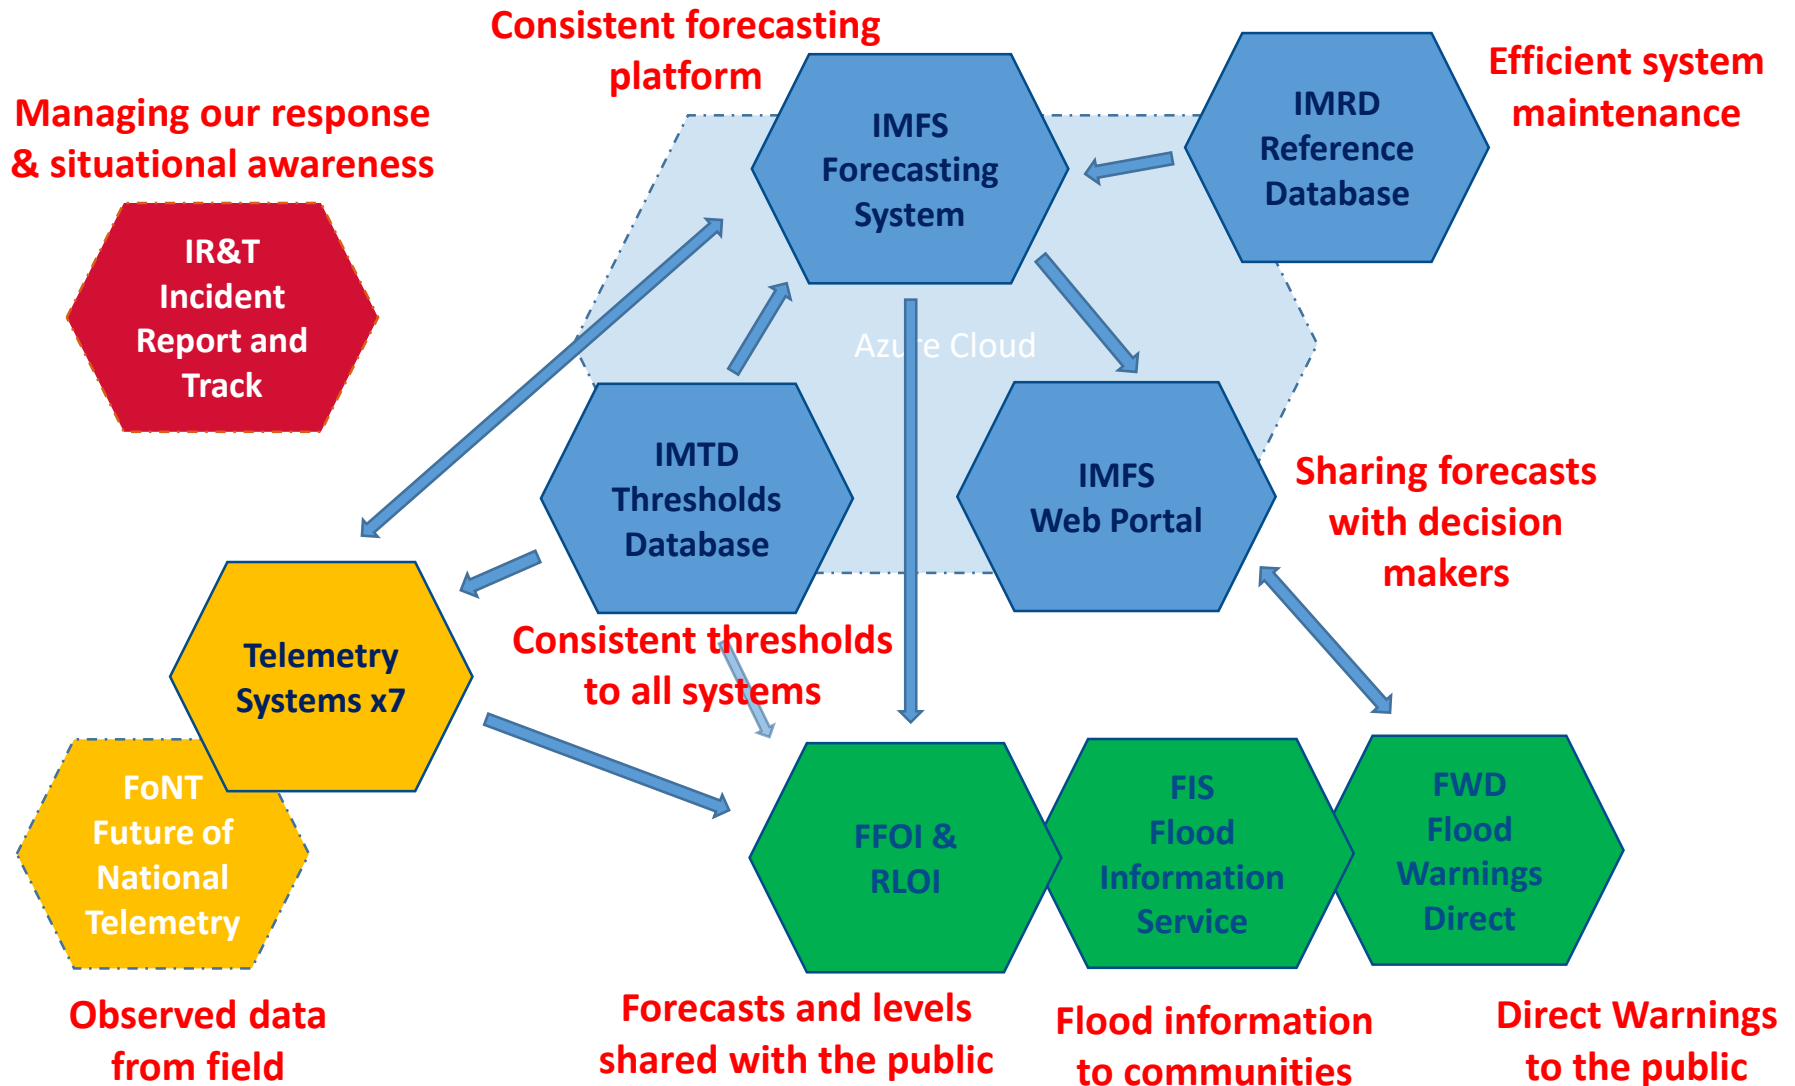 Consistent forecasting
platform
Efficient system
maintenance
Managing our response
& situational awareness
IMFS
Forecasting
System
IMRD
Reference
Database
IR&T
Incident
Report and
Track
Azure Cloud
IMTD
Thresholds
Database
IMFS
Web Portal
Sharing forecasts
with decision
makers
Telemetry
Systems x7
Consistent thresholds
to all systems
FoNT
Future of
National
Telemetry
FFOI &
RLOI
FIS
Flood
Information
Service
FWD
Flood
Warnings
Direct
Observed data
from field
Forecasts and levels
shared with the public
Flood information
to communities
Direct Warnings
to the public